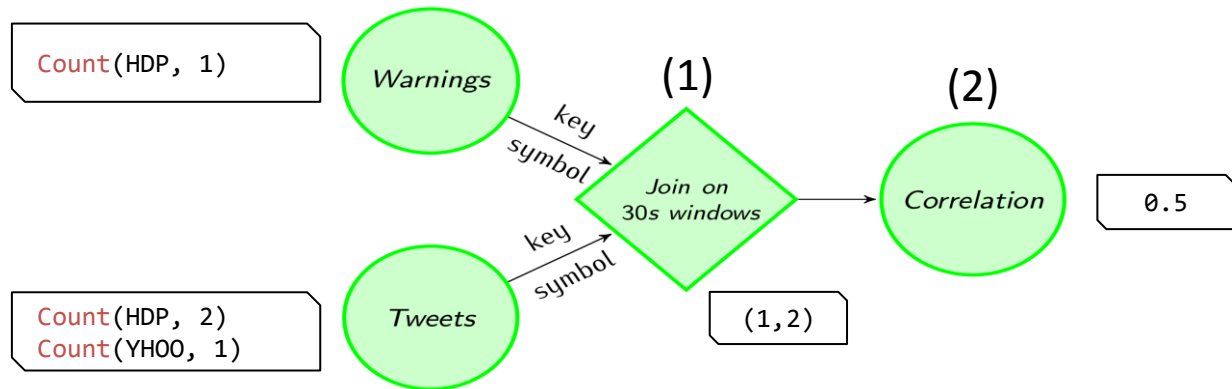 Count(HDP, 1)
Warnings
key
symbol
(1)
(2)
Join on
30s windows
Correlation
0.5
key
symbol
Count(HDP, 2)
Count(YHOO, 1)
Tweets
(1,2)